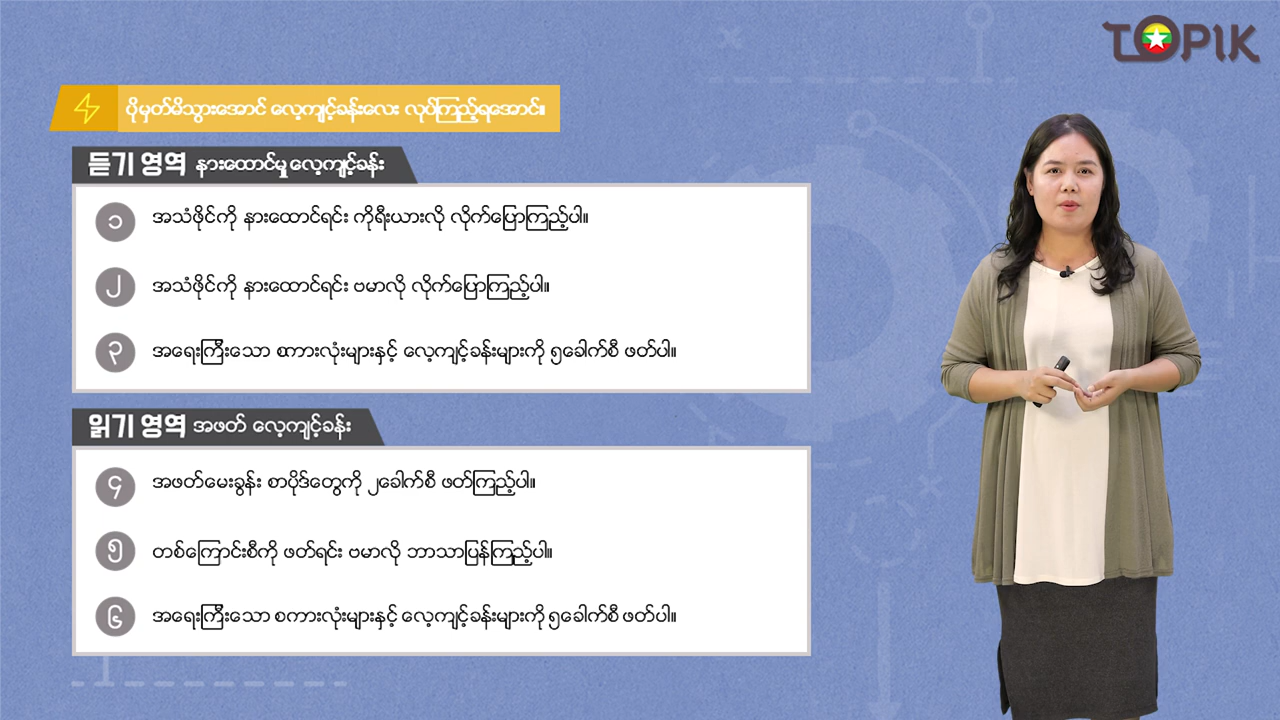 TOPIK
ပိုမှတ်မိသွားအောင် လေ့ကျင့်ခန်းလေး လုပ်ကြည့်ရအောင်။
듣기 영역 နားထောင်မှု လေ့ကျင့်ခန်း
၁ အသံဖိုင်ကို နားထောင်ရင်း ကိုရီးယားလို လိုက်ပြောကြည့်ပါ။
၂ အသံဖိုင်ကို နားထောင်ရင်း ဗမာလို လိုက်ပြောကြည့်ပါ။
၃ အရေးကြီးသော စကားလုံးများနှင့် လေ့ကျင့်ခန်းများကို ၅ခေါက်စီ ဖတ်ပါ။
읽기 영역 အဖတ် လေ့ကျင့်ခန်း
၄ အဖတ်မေးခွန်း စာပိုဒ်တွေကို ၂ခေါက်စီ ဖတ်ကြည့်ပါ။
၅ တစ်ကြောင်းစီကို ဖတ်ရင်း ဗမာလို ဘာသာပြန်ကြည့်ပါ။
၆ အရေးကြီးသော စကားလုံးများနှင့် လေ့ကျင့်ခန်းများကို ၅ခေါက်စီ ဖတ်ပါ။